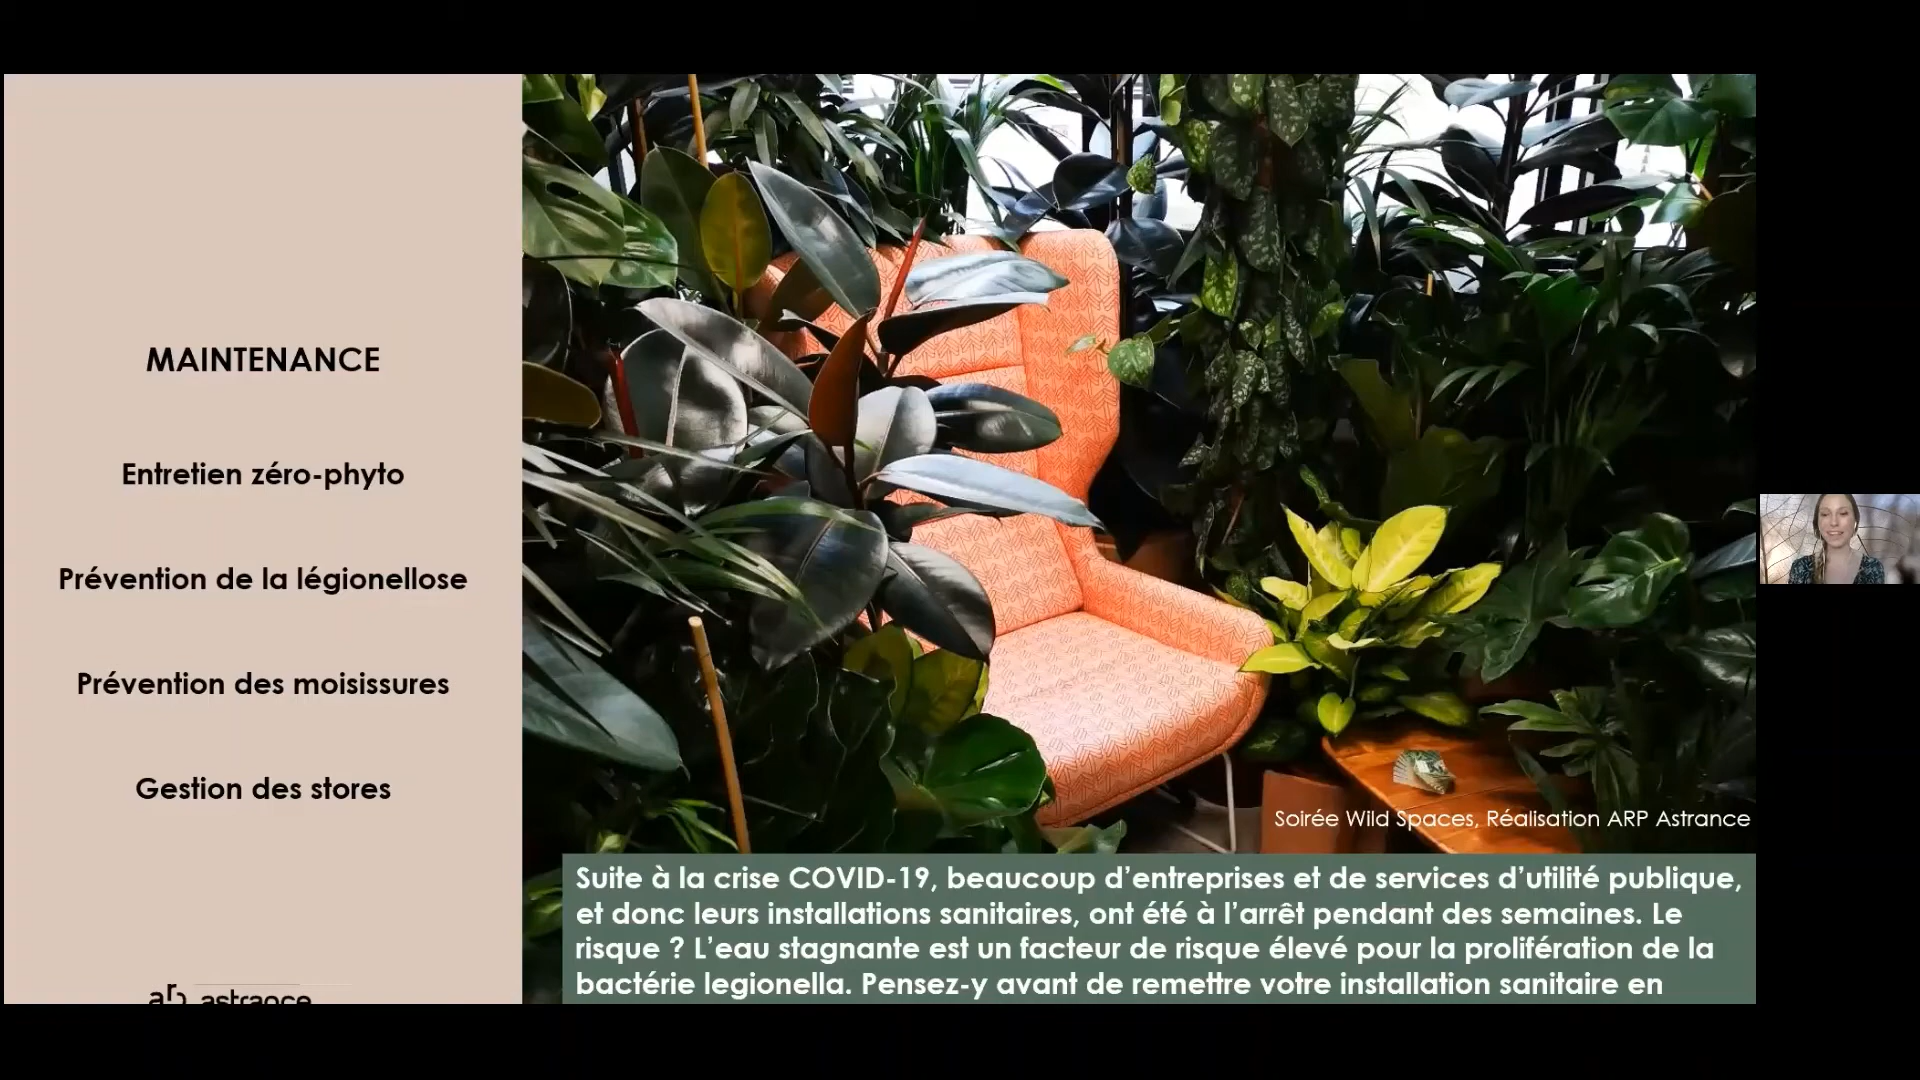 MAINTENANCE
Entretien zéro-phyto
Prévention de la légionellose
Prévention des moisissures
Gestion des stores
arp astrance
Soirée Wild Spaces, Réalisation ARP Astrance
Suite à la crise COVID-19, beaucoup d’entreprises et de services d’utilité publique,
et donc leurs installations sanitaires, ont été à l’arrêt pendant des semaines. Le
risque ? L’eau stagnante est un facteur de risque élevé pour la prolifération de la
bactérie legionella. Pensez-y avant de remettre votre installation sanitaire en